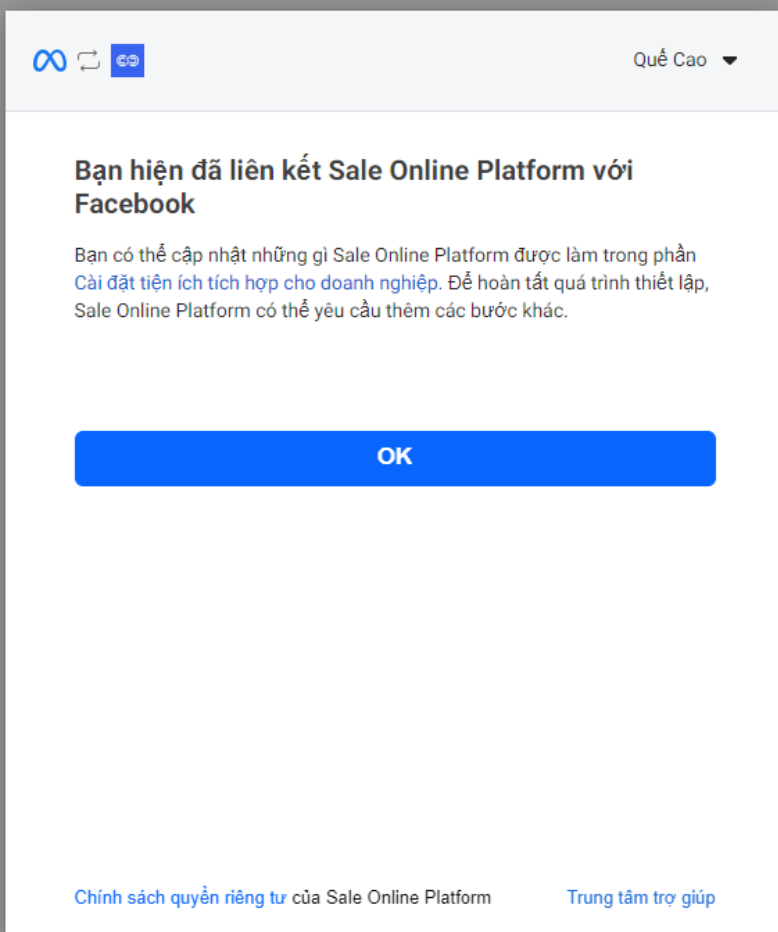 Quế Cao
Bạn hiện đã liên kết Sale Online Platform với
Facebook
Bạn có thể cập nhật những gì Sale Online Platform được làm trong phần
Cài đặt tiện ích tích hợp cho doanh nghiệp. Để hoàn tất quá trình thiết lập,
Sale Online Platform có thể yêu cầu thêm các bước khác.
OK
Chính sách quyền riêng tư của Sale Online Platform
Trung tâm trợ giúp